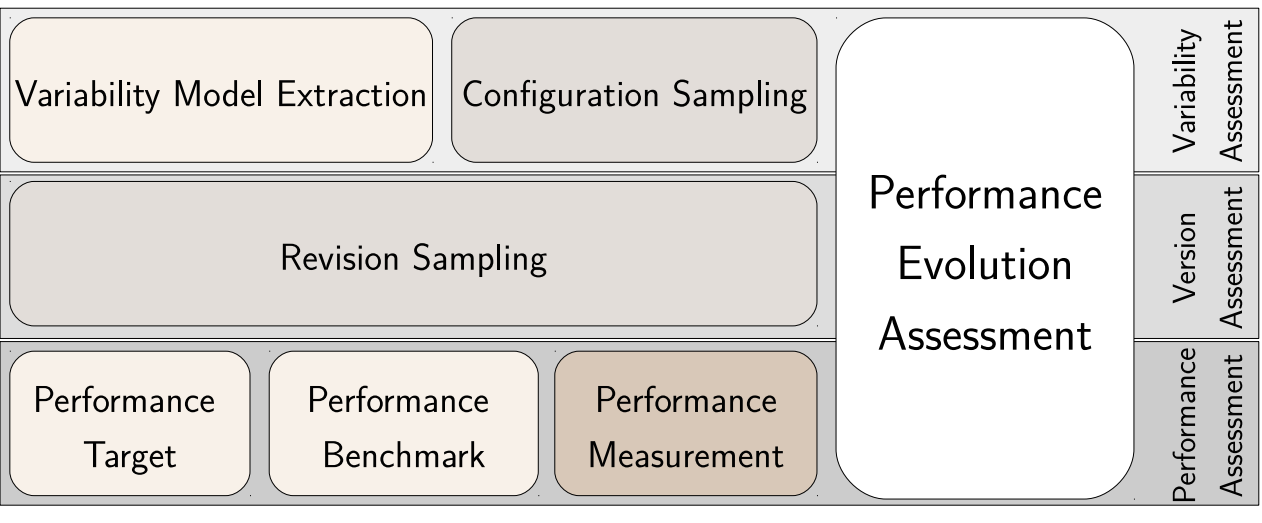 Variability Model Extraction
Configuration Sampling
Variability
Assessment
Revision Sampling
Performance
Evolution
Assessment
Version
Assessment
Performance
Target
Performance
Benchmark
Performance
Measurement
Performance
Assessment